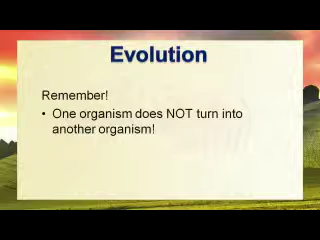 Evolution
Remember!
• One organism does NOT turn into
another organism!